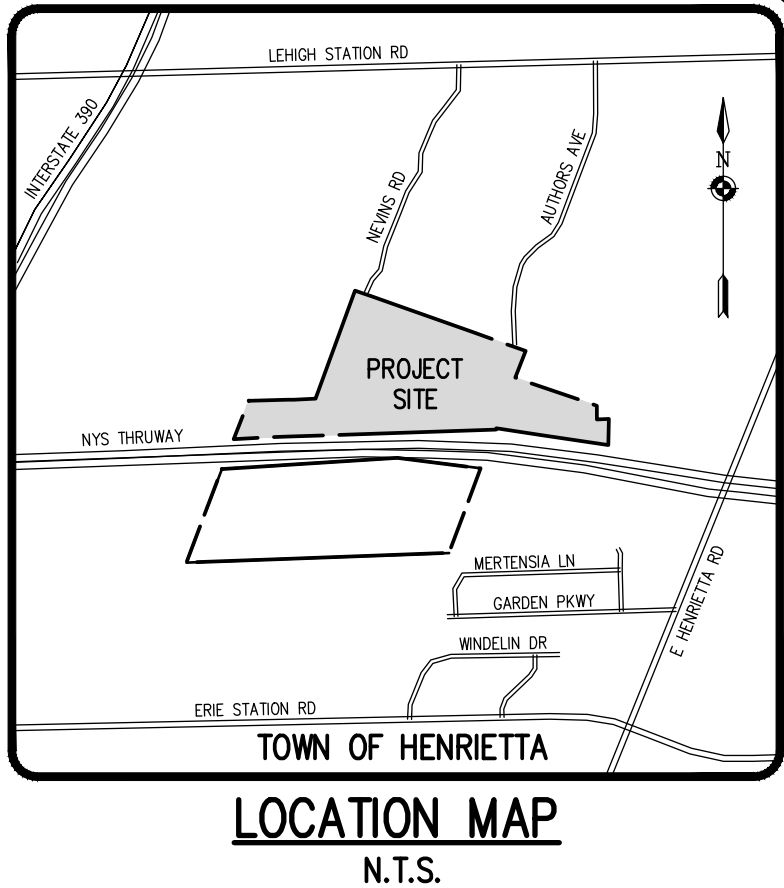 LEHIGH STATION RD
INTERSTATE 390
NEVINS RD
AUTHORS AVE
N
PROJECT
SITE
NYS THRUWAY
MERTENSIA LN
GARDEN PKWY
E HENRIETTA RD
WINDELIN DR
ERIE STATION RD
TOWN OF HENRIETTA
LOCATION MAP
N.T.S.